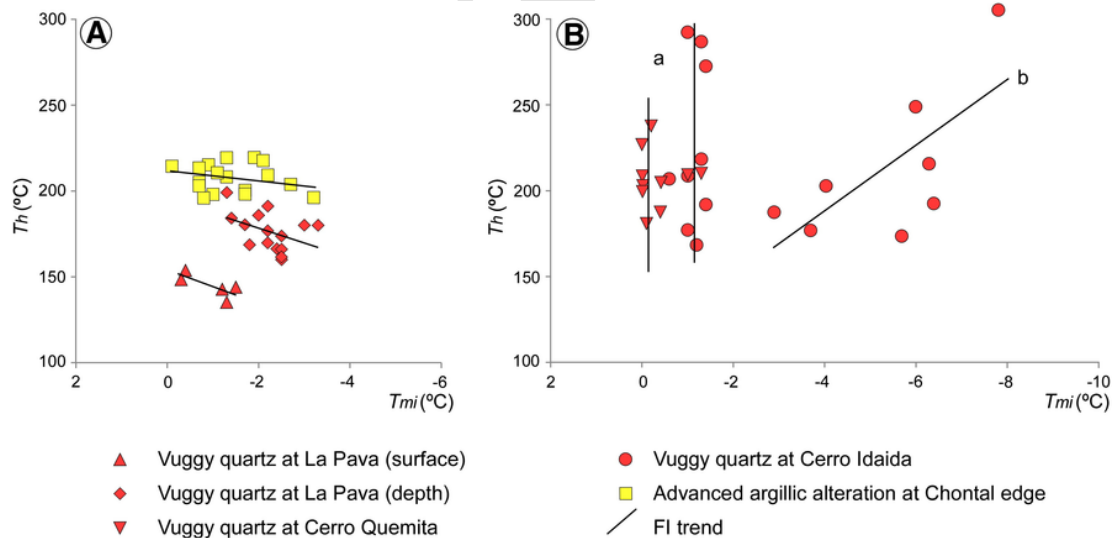 A
300
250
200
150
100
Th (ºC)
2
0
-2
-4
-6
Tmi (ºC)
B
300
250
200
150
100
Th (ºC)
a
b
2
0
-2
-4
-6
-8
-10
Tmi (ºC)
Vuggy quartz at La Pava (surface)
Vuggy quartz at La Pava (depth)
Vuggy quartz at Cerro Quemita
Vuggy quartz at Cerro Idaida
Advanced argillic alteration at Chontal edge
FI trend